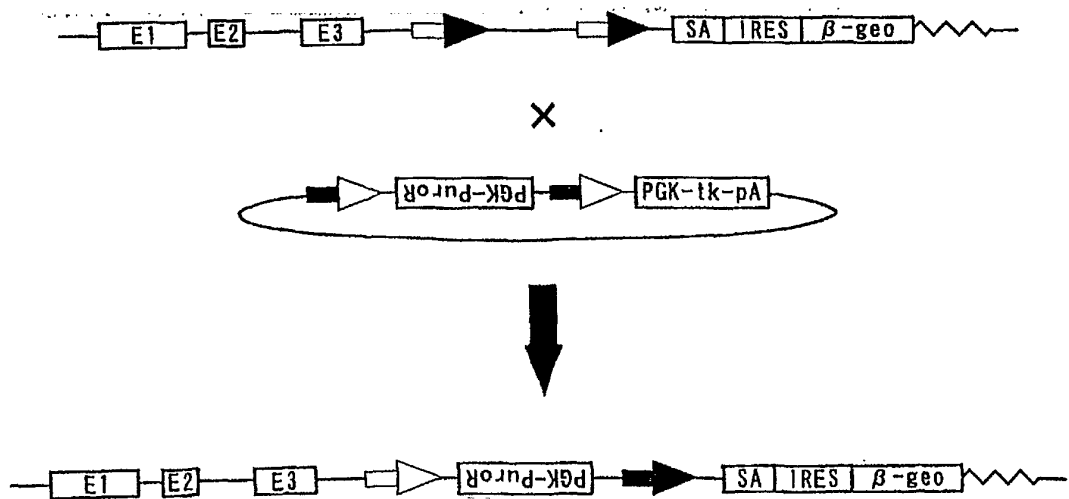 E1 E2 E3 SA IRES β-geo
×
PGK-PuroR PGK-tk-pA
E1 E2 E3 PGK-PuroR SA IRES β-geo